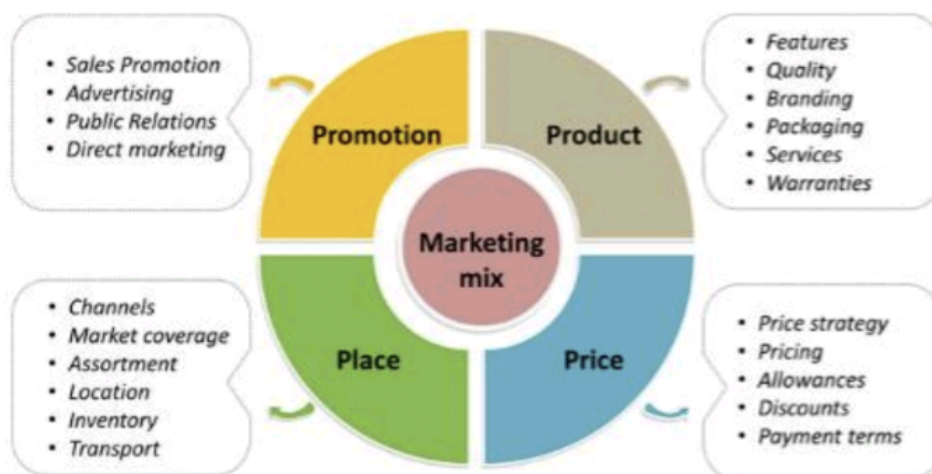 • Sales Promotion
• Advertising
• Public Relations
• Direct marketing
Promotion
Product
• Features
• Quality
• Branding
• Packaging
• Services
• Warranties
Marketing
mix
• Channels
• Market coverage
• Assortment
• Location
• Inventory
• Transport
Place
Price
• Price strategy
• Pricing
• Allowances
• Discounts
• Payment terms